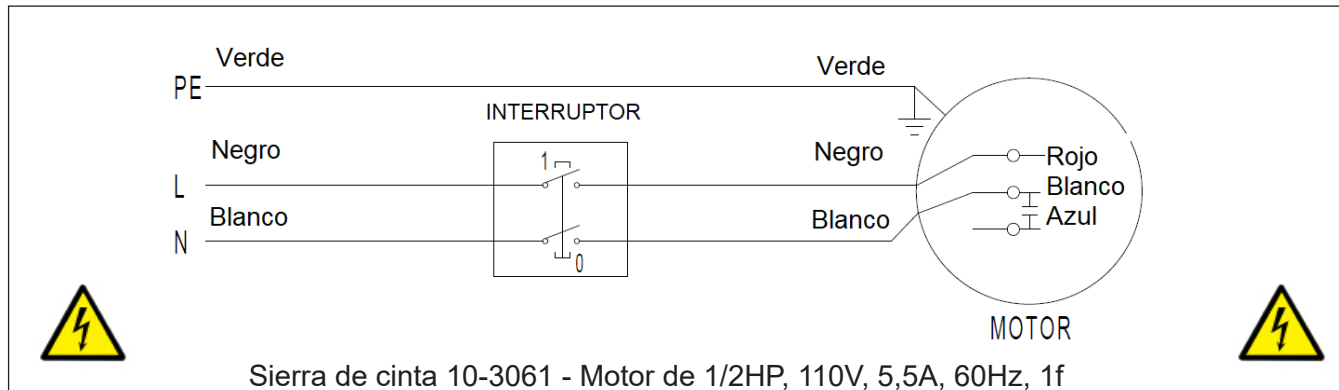 Verde
Verde
PE
INTERRUPTOR
Negro
1
Negro
Rojo
L
Blanco
Blanco
Blanco
Azul
N
0
MOTOR
Sierra de cinta 10-3061 - Motor de 1/2HP, 110V, 5,5A, 60Hz, 1f